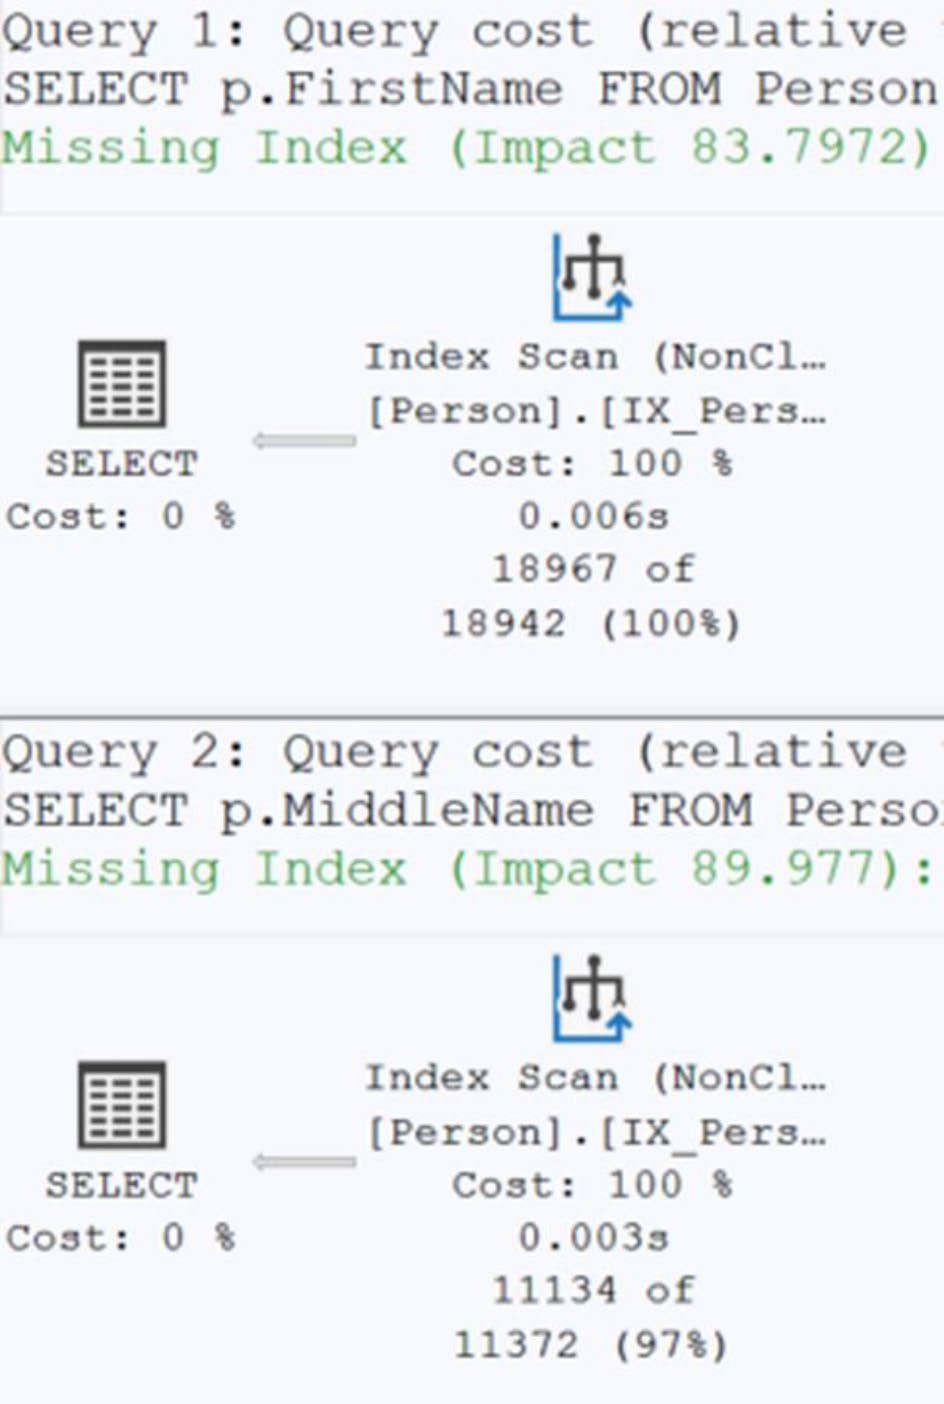 Query 1: Query cost (relative
SELECT p.FirstName FROM Person
Missing Index (Impact 83.7972)
Index Scan (NonCl…
[Person].[IX_Pers…
SELECT
Cost: 0 %
Cost: 100 %
0.006s
18967 of
18942 (100%)
Query 2: Query cost (relative
SELECT p.MiddleName FROM Perso
Missing Index (Impact 89.977):
Index Scan (NonCl…
[Person].[IX_Pers…
SELECT
Cost: 0 %
Cost: 100 %
0.003s
11134 of
11372 (97%)